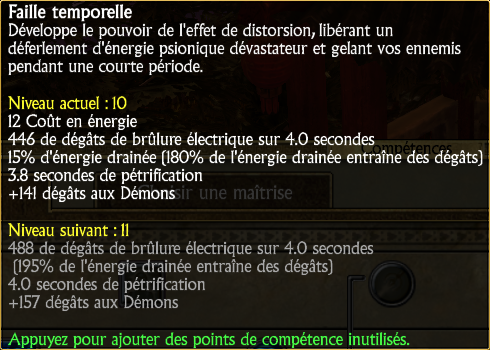 Faille temporelle
Développe le pouvoir de l'effet de distorsion, libérant un
déferlement d'énergie psionique dévastateur et gelant vos ennemis
pendant une courte période.
Niveau actuel : 10
12 Coût en énergie
446 de dégâts de brûlure électrique sur 4.0 secondes
Compétences
15% d'énergie drainée (180% de l'énergie drainée entraîne des dégâts)
3.8 secondes de pétrification
+141 dégâts aux Démons
Choisir une maîtrise
Niveau suivant : 11
488 de dégâts de brûlure électrique sur 4.0 secondes
(195% de l'énergie drainée entraîne des dégâts)
4.0 secondes de pétrification
+157 dégâts aux Démons
Appuyez pour ajouter des points de compétence inutilisés.